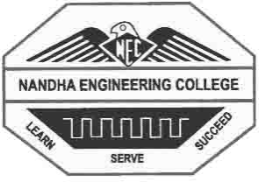 NEC
NANDHA ENGINEERING COLLEGE
LEARN
SERVE
SUCCEED